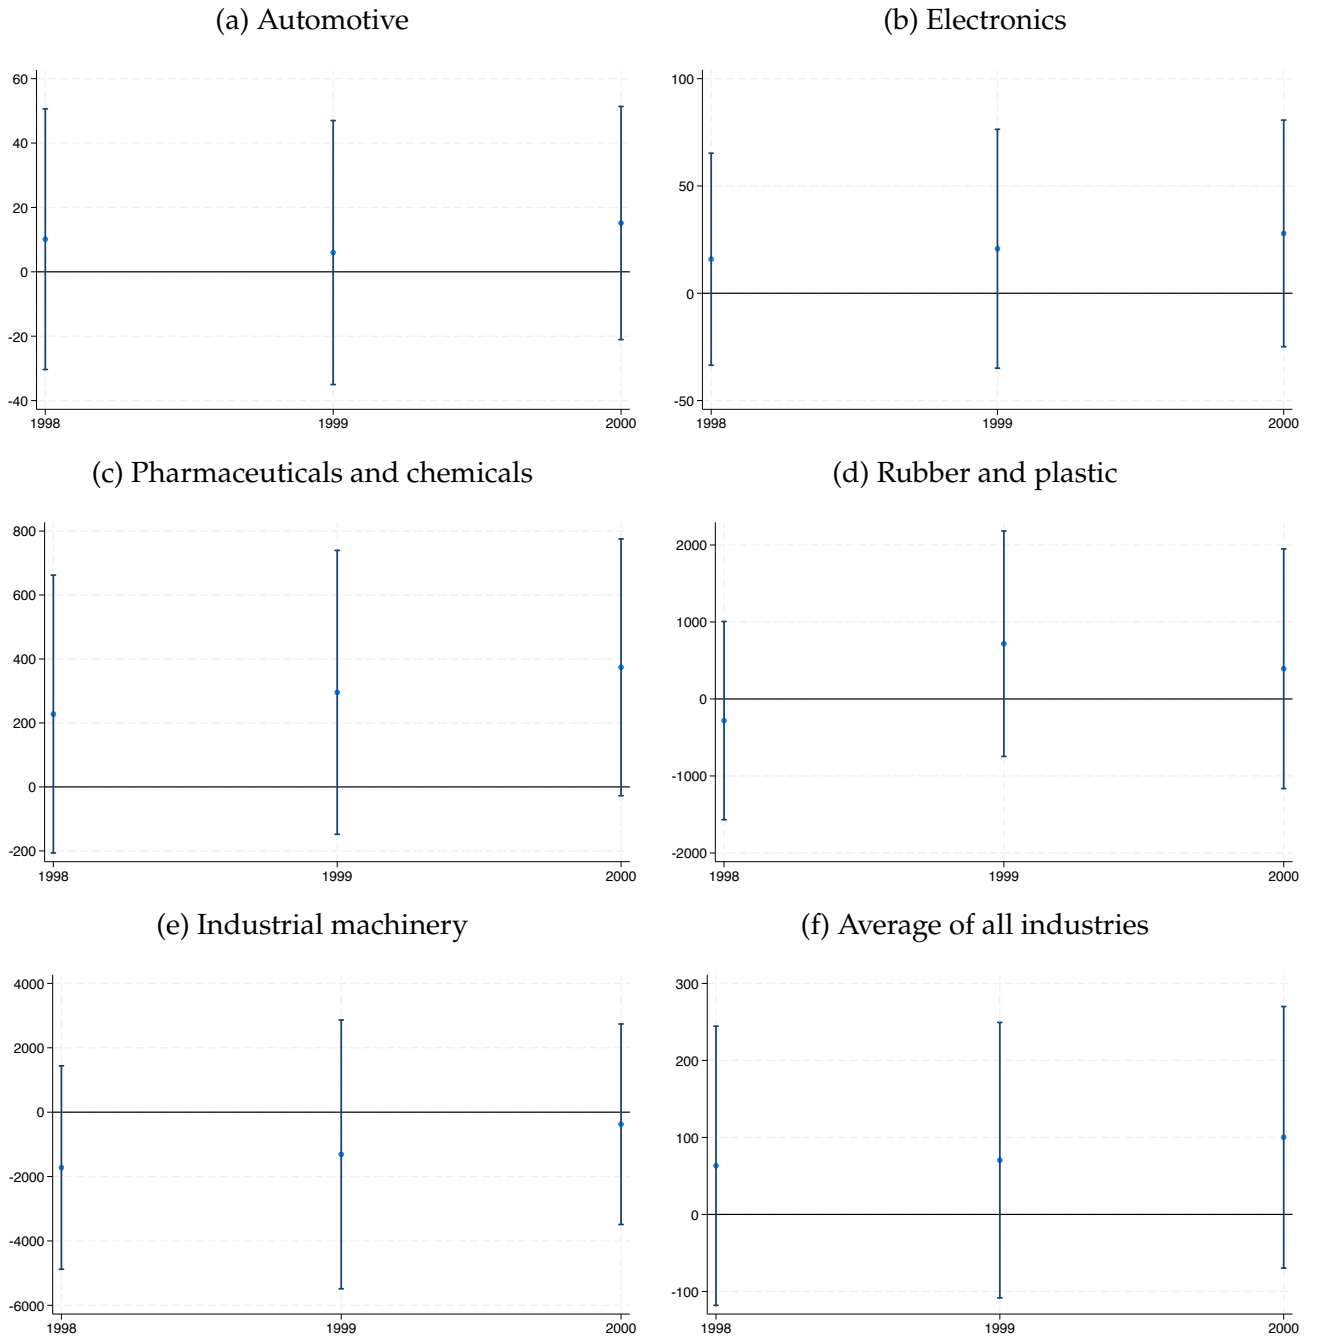 (a) Automotive
60
40
20
0
-20
-40
1998 1999 2000
(b) Electronics
100
50
0
-50
1998 1999 2000
(c) Pharmaceuticals and chemicals
800
600
400
200
0
-200
1998 1999 2000
(d) Rubber and plastic
2000
1000
0
-1000
-2000
1998 1999 2000
(e) Industrial machinery
4000
2000
0
-2000
-4000
-6000
1998 1999 2000
(f) Average of all industries
300
200
100
0
-100
1998 1999 2000